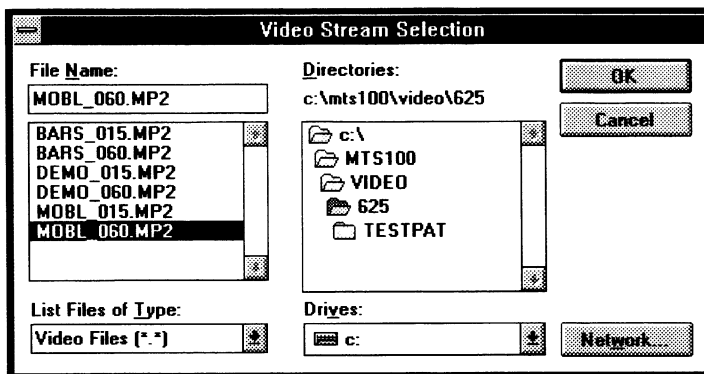 Video Stream Selection
File Name:
MOBL_060.MP2
BARS_015.MP2
BARS_060.MP2
DEMO_015.MP2
DEMO_060.MP2
MOBL_015.MP2
MOBL_060.MP2
List Files of Type:
Video Files (*.*)
Directories:
c:\mts100\video\625
c:\
MTS100
VIDEO
625
TESTPAT
Drives:
c:
OK
Cancel
Network...